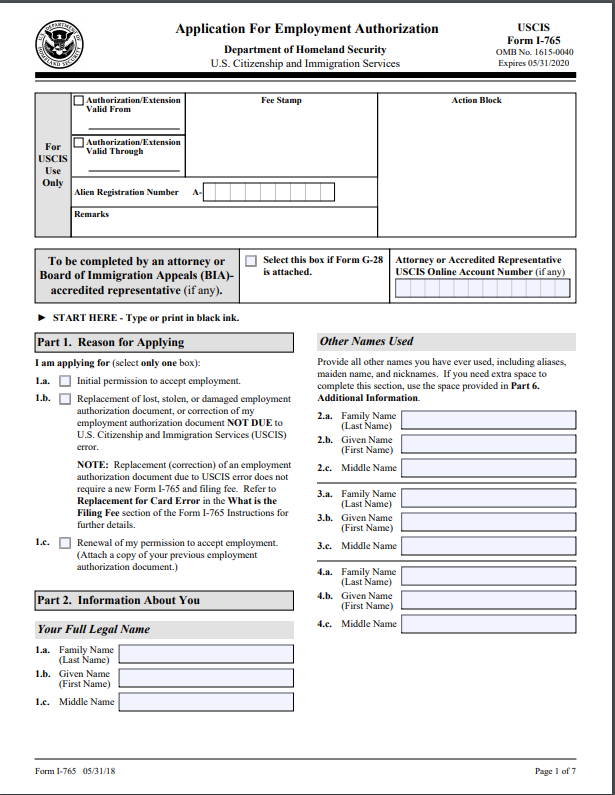 Application For Employment Authorization
Department of Homeland Security
U.S. Citizenship and Immigration Services
USCIS
Form I-765
OMB No. 1615-0040
Expires 05/31/2020
For
USCIS
Use
Only
Authorization/Extension
Valid From
Authorization/Extension
Valid Through
Fee Stamp
Action Block
Alien Registration Number A-
Remarks
To be completed by an attorney or
Board of Immigration Appeals (BIA)-
accredited representative (if any).
Select this box if Form G-28
is attached.
Attorney or Accredited Representative
USCIS Online Account Number (if any)
► START HERE - Type or print in black ink.
Part 1. Reason for Applying
I am applying for (select only one box):
1.a. Initial permission to accept employment.
1.b. Replacement of lost, stolen, or damaged employment
authorization document, or correction of my
employment authorization document NOT DUE to
U.S. Citizenship and Immigration Services (USCIS)
error.
NOTE: Replacement (correction) of an employment
authorization document due to USCIS error does not
require a new Form I-765 and filing fee. Refer to
Replacement for Card Error in the What is the
Filing Fee section of the Form I-765 Instructions for
further details.
1.c. Renewal of my permission to accept employment.
(Attach a copy of your previous employment
authorization document.)
Part 2. Information About You
Your Full Legal Name
1.a. Family Name
(Last Name)
1.b. Given Name
(First Name)
1.c. Middle Name
Other Names Used
Provide all other names you have ever used, including aliases,
maiden name, and nicknames. If you need extra space to
complete this section, use the space provided in Part 6.
Additional Information.
2.a. Family Name
(Last Name)
2.b. Given Name
(First Name)
2.c. Middle Name
3.a. Family Name
(Last Name)
3.b. Given Name
(First Name)
3.c. Middle Name
4.a. Family Name
(Last Name)
4.b. Given Name
(First Name)
4.c. Middle Name
Form I-765 05/31/18
Page 1 of 7